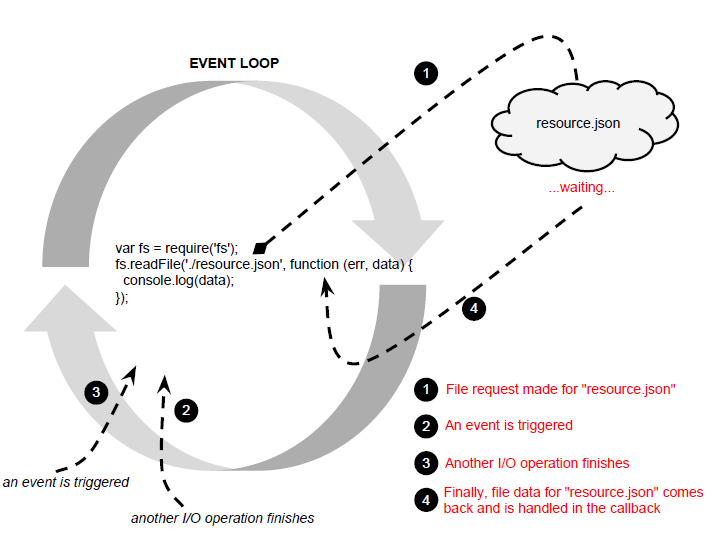 EVENT LOOP
1
resource.json
...waiting...
var fs = require('fs');
fs.readFile('./resource.json', function (err, data) {
console.log(data);
});
4
3
2
an event is triggered
another I/O operation finishes
1 File request made for "resource.json"
2 An event is triggered
3 Another I/O operation finishes
4 Finally, file data for "resource.json" comes
back and is handled in the callback